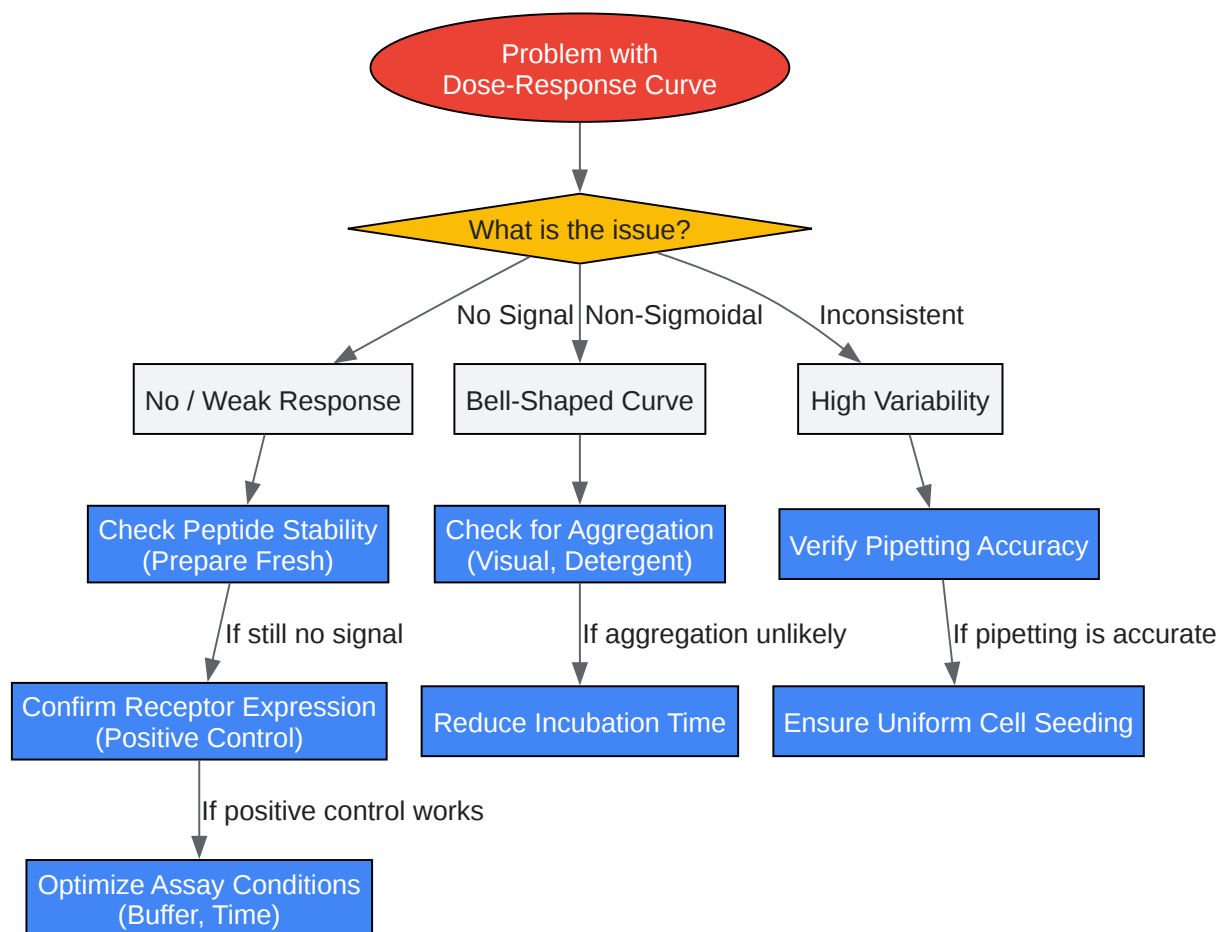 Problem with
Dose-Response Curve
What is the issue?
No Signal
Non-Sigmoidal
Inconsistent
No / Weak Response
Bell-Shaped Curve
High Variability
Check Peptide Stability
(Prepare Fresh)
Check for Aggregation
(Visual, Detergent)
Verify Pipetting Accuracy
If still no signal
If aggregation unlikely
If pipetting is accurate
Confirm Receptor Expression
(Positive Control)
Reduce Incubation Time
Ensure Uniform Cell Seeding
If positive control works
Optimize Assay Conditions
(Buffer, Time)